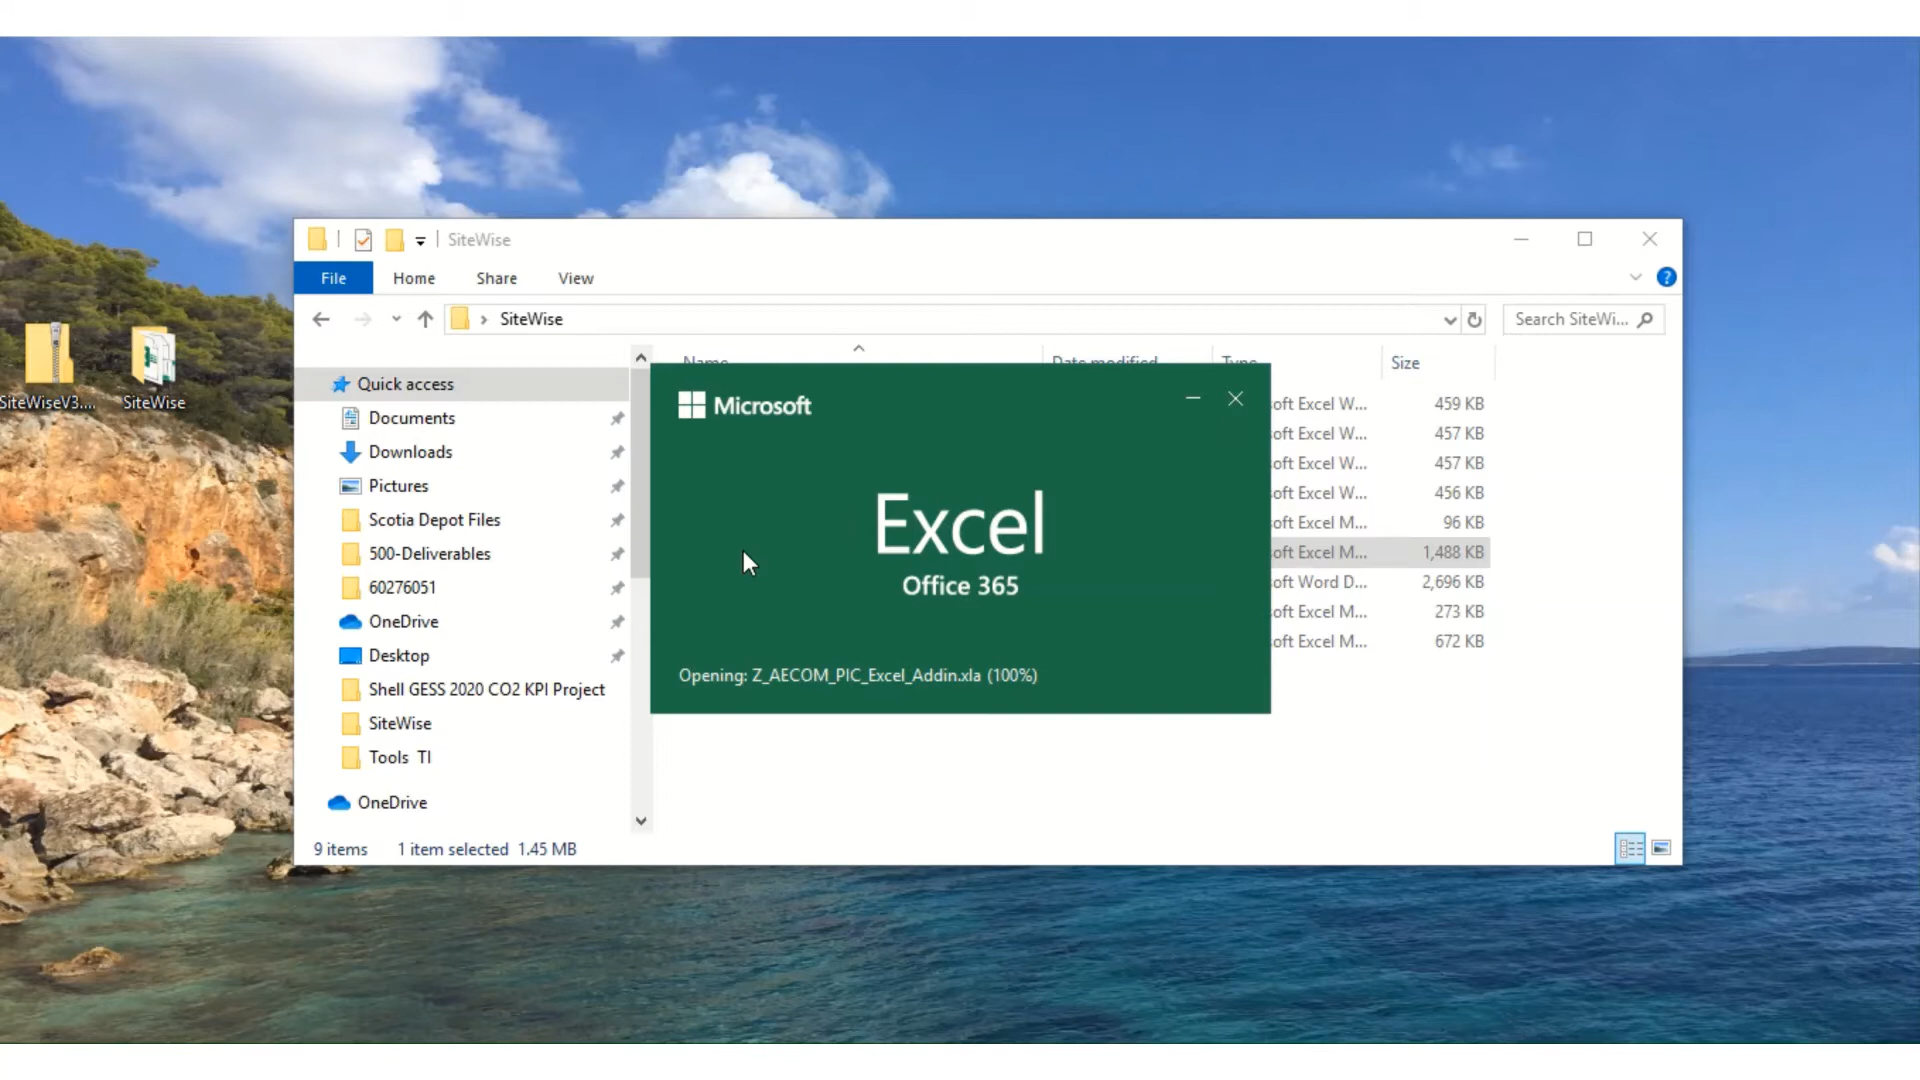 SiteWise
File Home Share View
SiteWise
Search SiteWi...
Name Date modified Type Size
Quick access
Documents
Downloads
Pictures
Scotia Depot Files
500-Deliverables
60276051
OneDrive
Desktop
Shell GESS 2020 CO2 KPI Project
SiteWise
Tools TI
OneDrive
SiteWiseV3....
SiteWise
Microsoft
Excel
Office 365
Opening: Z_AECOM_PIC_Excel_Addin.xla (100%)
oft Excel W... 459 KB
oft Excel W... 457 KB
oft Excel W... 457 KB
oft Excel W... 456 KB
oft Excel M... 96 KB
oft Excel M... 1,488 KB
oft Word D... 2,696 KB
oft Excel M... 273 KB
oft Excel M... 672 KB
9 items 1 item selected 1.45 MB